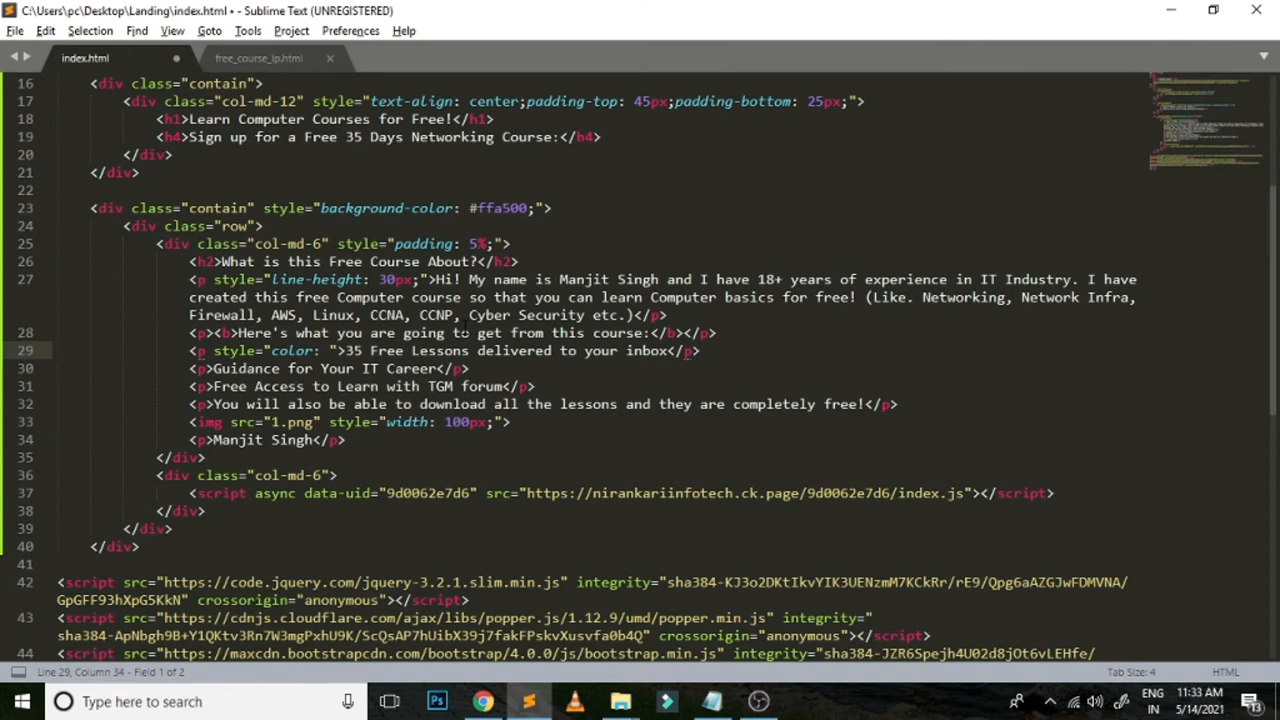 C:\Users\pc\Desktop\Landing\index.html • - Sublime Text (UNREGISTERED)
File Edit Selection Find View Goto Tools Project Preferences Help
index.html free_course_lp.html
16 <div class="contain">
17 <div class="col-md-12" style="text-align: center;padding-top: 45px;padding-bottom: 25px;">
18 <h1>Learn Computer Courses for Free!</h1>
19 <h4>Sign up for a Free 35 Days Networking Course:</h4>
20 </div>
21 </div>
22
23 <div class="contain" style="background-color: #ffa500;">
24 <div class="row">
25 <div class="col-md-6" style="padding: 5%;">
26 <h2>What is this Free Course About?</h2>
27 <p style="line-height: 30px;">Hi! My name is Manjit Singh and I have 18+ years of experience in IT Industry. I have
created this free Computer course so that you can learn Computer basics for free! (Like. Networking, Network Infra,
Firewall, AWS, Linux, CCNA, CCNP, Cyber Security etc.)</p>
28 <p><b>Here's what you are going to get from this course:</b></p>
29 <p style="color: ">35 Free Lessons delivered to your inbox</p>
30 <p>Guidance for Your IT Career</p>
31 <p>Free Access to Learn with TGM forum</p>
32 <p>You will also be able to download all the lessons and they are completely free!</p>
33 <img src="1.png" style="width: 100px;">
34 <p>Manjit Singh</p>
35 </div>
36 <div class="col-md-6">
37 <script async data-uid="9d0062e7d6" src="https://nirankariinfotech.ck.page/9d0062e7d6/index.js"></script>
38 </div>
39 </div>
40 </div>
41
42 <script src="https://code.jquery.com/jquery-3.2.1.slim.min.js" integrity="sha384-KJ3o2DKtIkvYIK3UENzmM7KCkRr/rE9/Qpg6aAZGJwFDMVNA/
GpGFF93hXpG5KkN" crossorigin="anonymous"></script>
43 <script src="https://cdnjs.cloudflare.com/ajax/libs/popper.js/1.12.9/umd/popper.min.js" integrity="
sha384-ApNbgh9B+Y1QKtv3Rn7W3mgPxhU9K/ScQsAP7hUibX39j7fakFPskvXusvfa0b4Q" crossorigin="anonymous"></script>
44 <script src="https://maxcdn.bootstrapcdn.com/bootstrap/4.0.0/js/bootstrap.min.js" integrity="sha384-JZR6Spejh4U02d8jOt6vLEHfe/
Line 29, Column 34 - Field 1 of 2 Tab Size: 4 HTML
Type here to search
Ps
ENG
IN
11:33 AM
5/14/2021
13